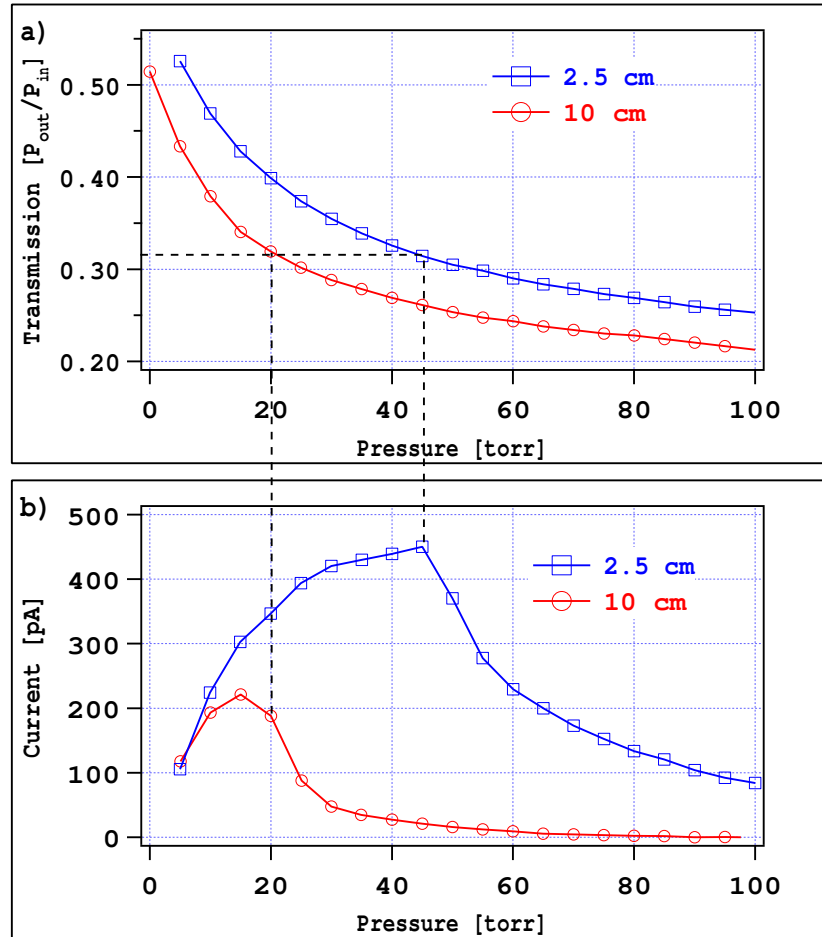 a)
Transmission [P_out/P_in]
0.50
0.40
0.30
0.20
2.5 cm
10 cm
0 20 40 60 80 100
Pressure [torr]
b)
Current [pA]
500
400
300
200
100
0
2.5 cm
10 cm
0 20 40 60 80 100
Pressure [torr]